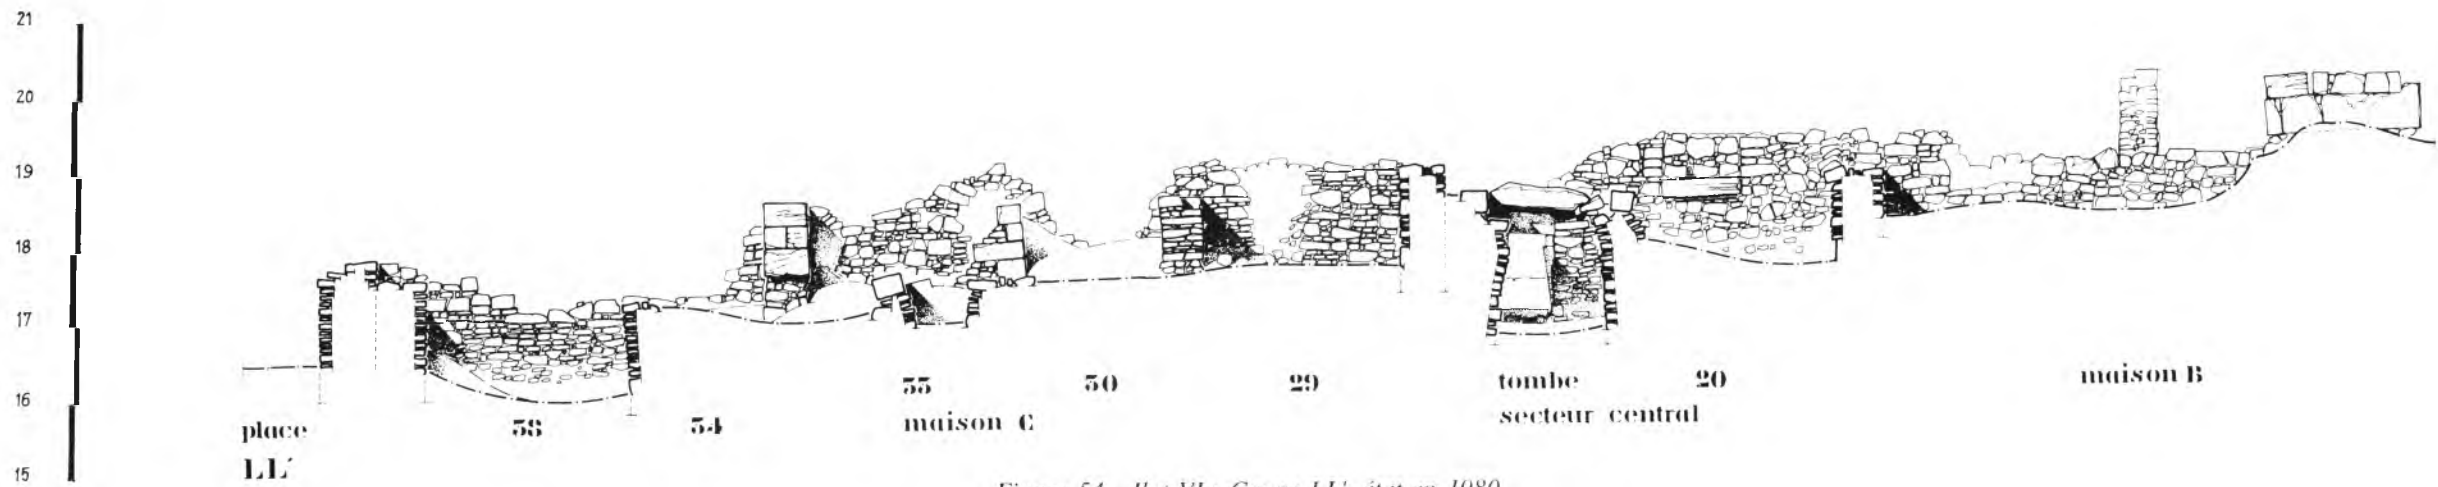 21
20
19
18
17
16
15
place
LL′
38
34
33
maison C
30
29
tombe
secteur central
20
maison B